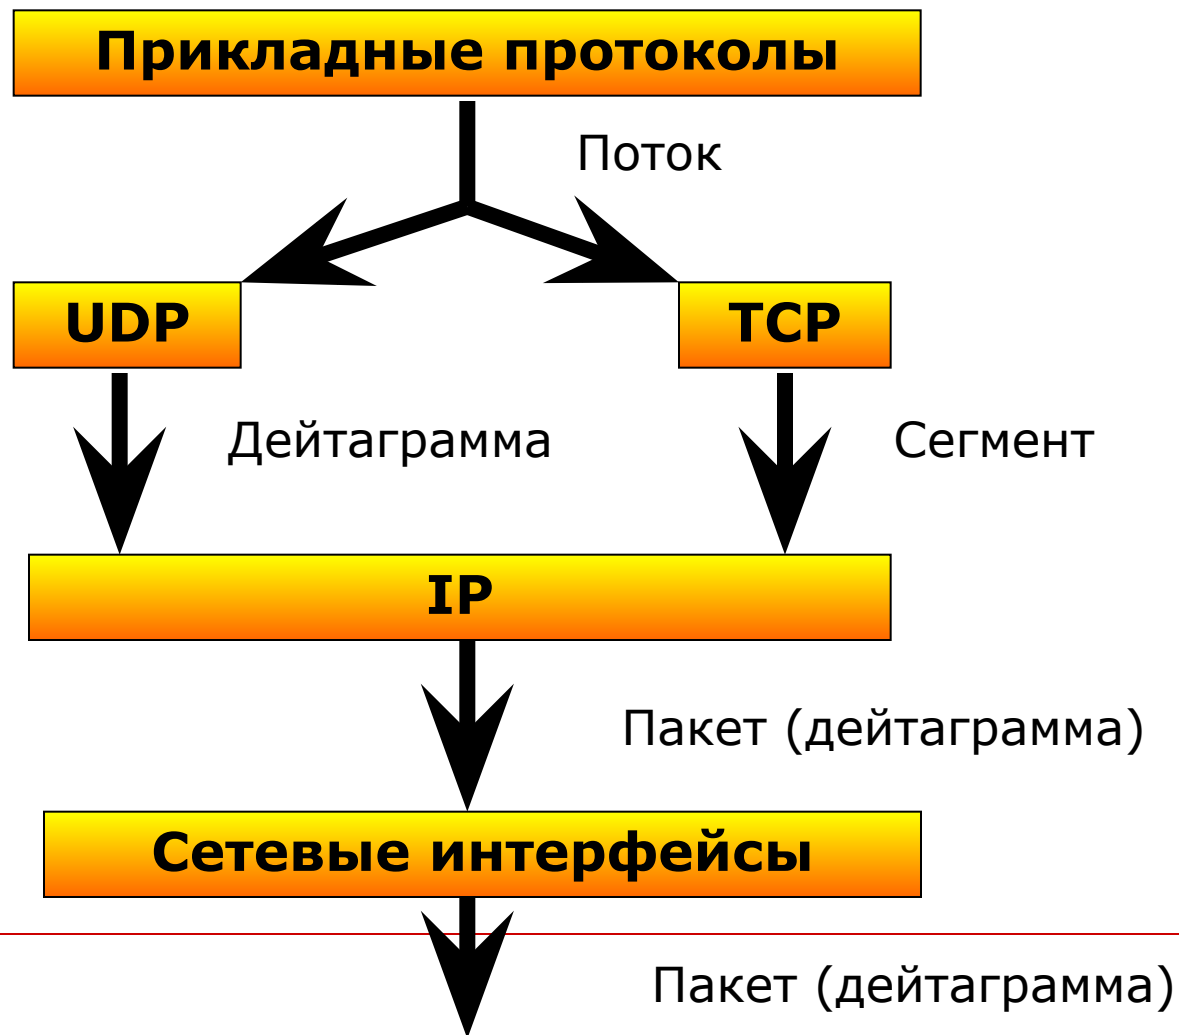 Прикладные протоколы
Поток
UDP
TCP
Дейтаграмма
Сегмент
IP
Пакет (дейтаграмма)
Сетевые интерфейсы
Пакет (дейтаграмма)